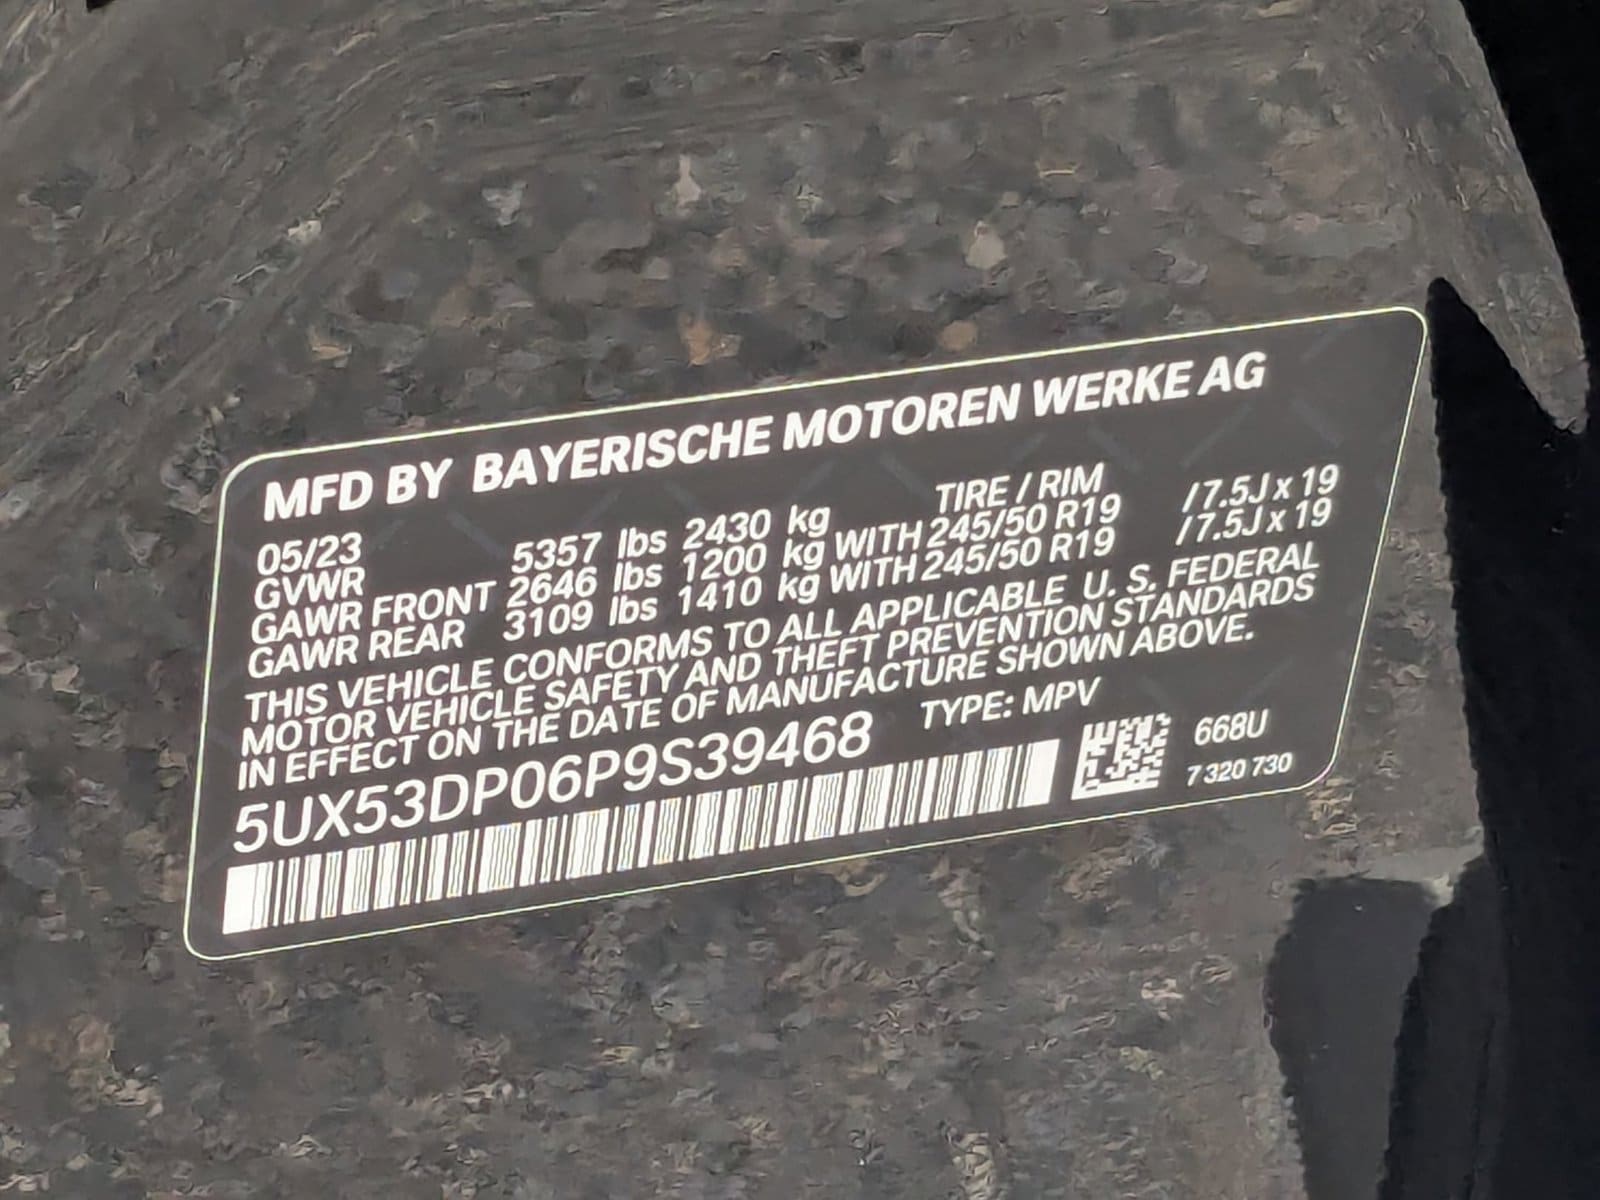 MFD BY BAYERISCHE MOTOREN WERKE AG
05/23 TIRE / RIM
GVWR 5357 lbs 2430 kg
GAWR FRONT 2646 lbs 1200 kg WITH 245/50 R19 / 7.5J x 19
GAWR REAR 3109 lbs 1410 kg WITH 245/50 R19 / 7.5J x 19
THIS VEHICLE CONFORMS TO ALL APPLICABLE U. S. FEDERAL
MOTOR VEHICLE SAFETY AND THEFT PREVENTION STANDARDS
IN EFFECT ON THE DATE OF MANUFACTURE SHOWN ABOVE.
5UX53DP06P9S39468 TYPE: MPV
668U
7 320 730